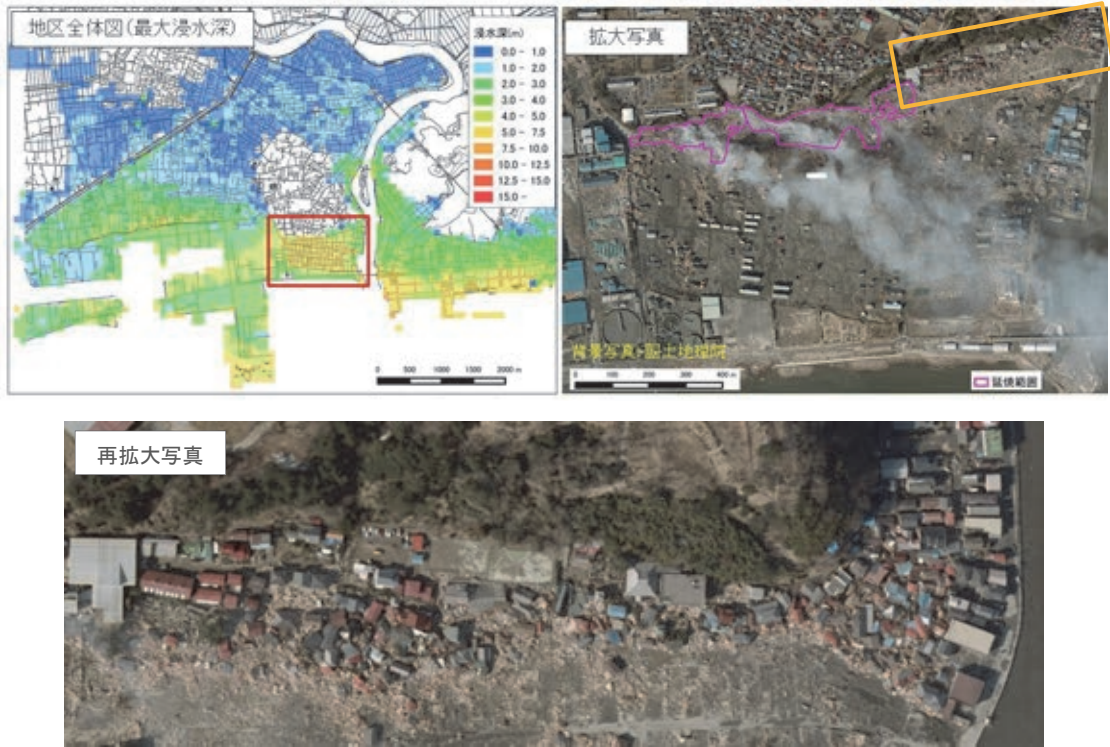 地区全体図(最大浸水深)
浸水深(m)
0.0 - 1.0
1.0 - 2.0
2.0 - 3.0
3.0 - 4.0
4.0 - 5.0
5.0 - 7.5
7.5 - 10.0
10.0 - 12.5
12.5 - 15.0
15.0 -
0 500 1000 1500 2000 m
拡大写真
背景写真:国土地理院
0 100 200 300 400 m
延焼範囲
再拡大写真